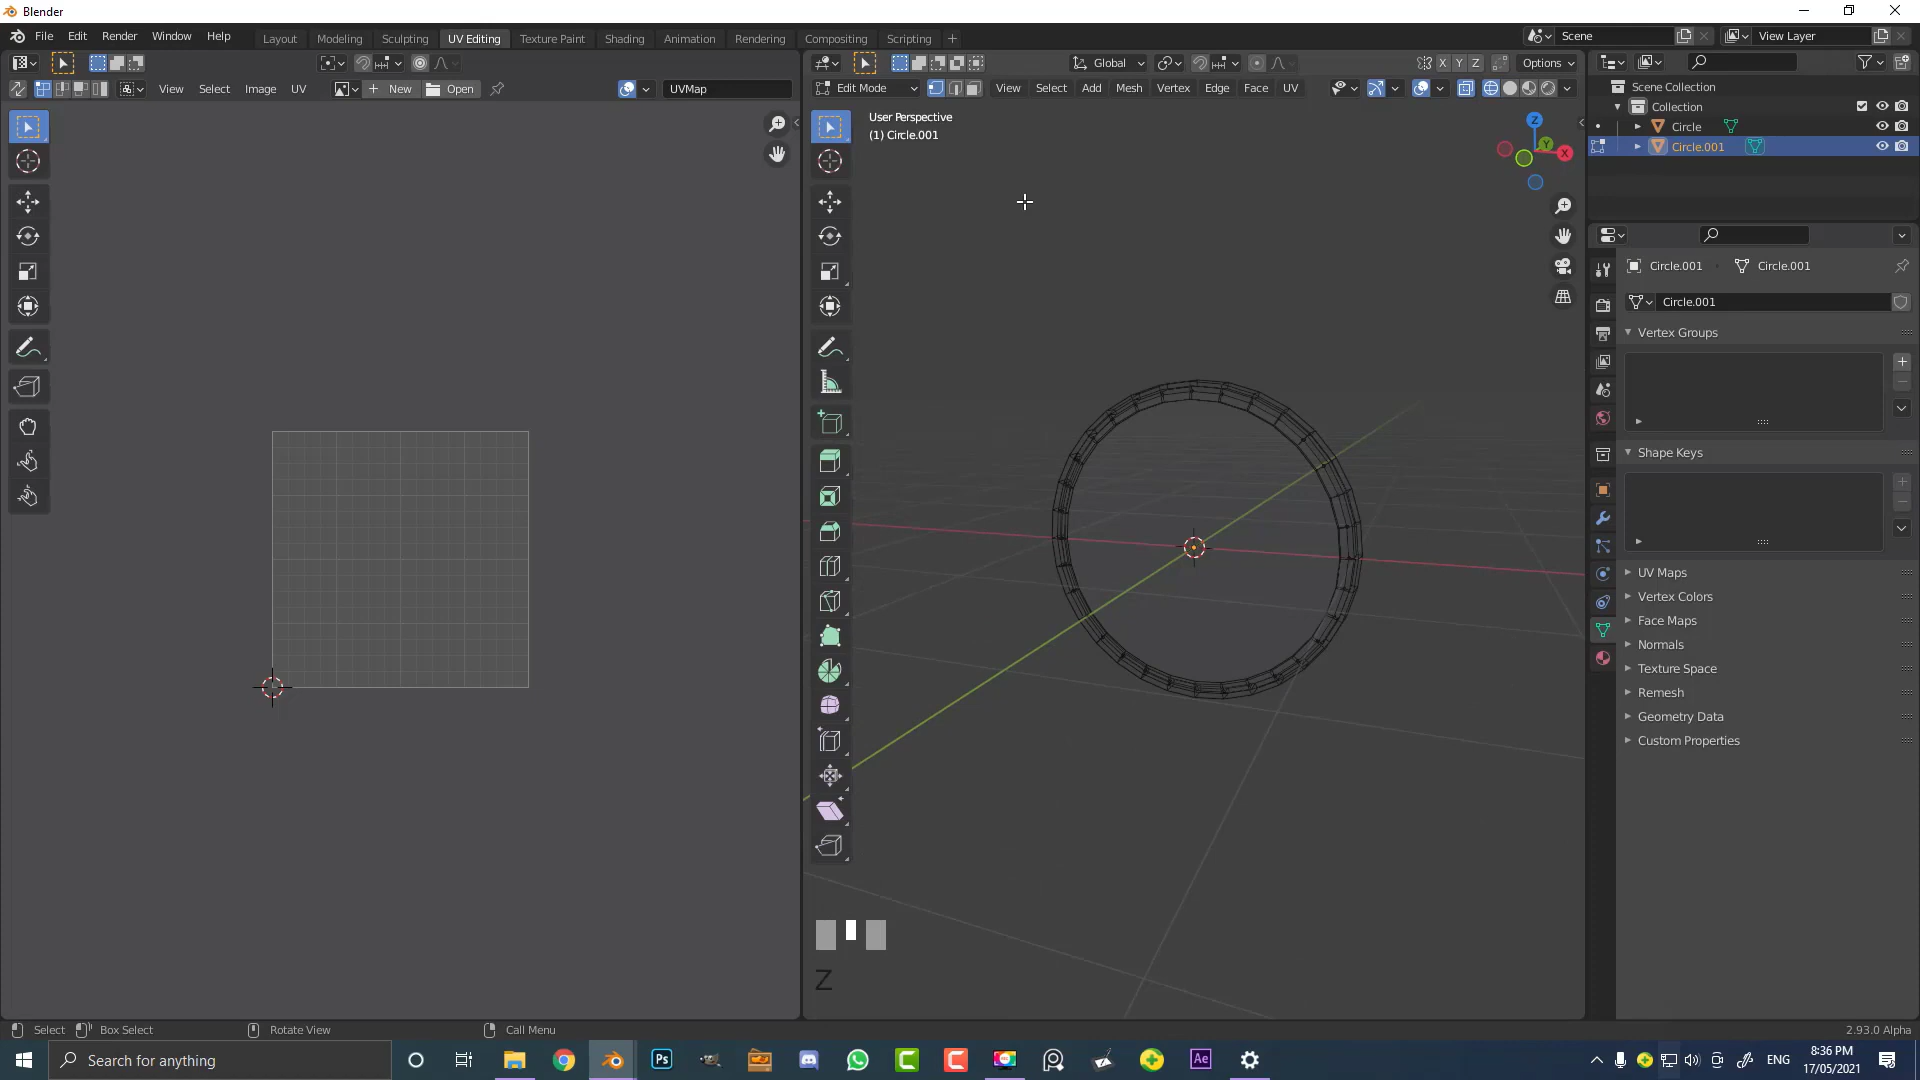 Blender
File Edit Render Window Help
Layout Modeling Sculpting UV Editing Texture Paint Shading Animation Rendering Compositing Scripting
Scene
View Layer
Global
X Y Z
Options
View Select Image UV
New
Open
UVMap
Edit Mode
View Select Add Mesh Vertex Edge Face UV
User Perspective
(1) Circle.001
Z
Y
X
Scene Collection
Collection
Circle
Circle.001
Circle.001
Circle.001
Circle.001
Vertex Groups
Shape Keys
UV Maps
Vertex Colors
Face Maps
Normals
Texture Space
Remesh
Geometry Data
Custom Properties
Z
Select
Box Select
Rotate View
Call Menu
2.93.0 Alpha
Search for anything
Ps
Ae
ENG
8:36 PM
17/05/2021